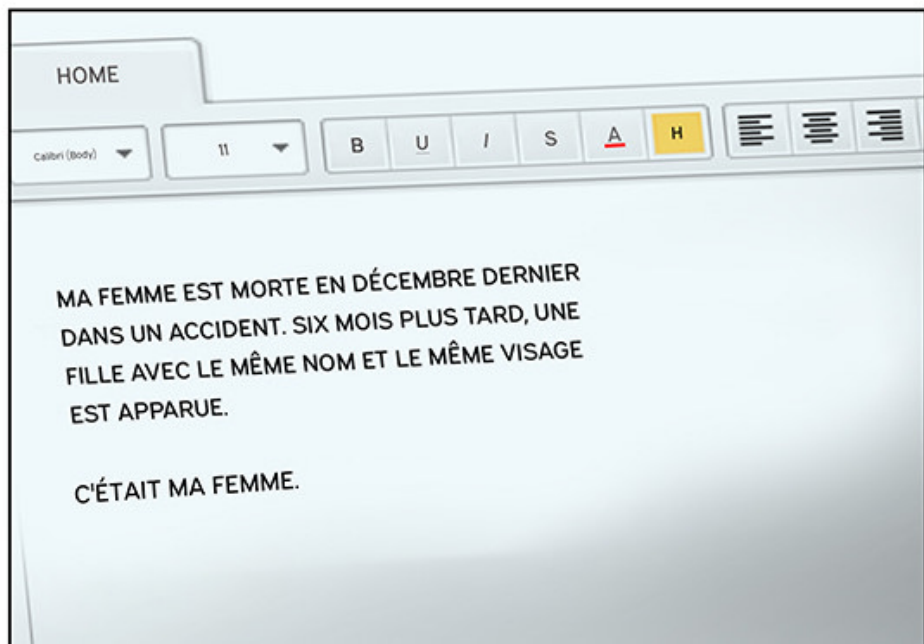 HOME
Calibri (Body)
11
B U I S A H
MA FEMME EST MORTE EN DÉCEMBRE DERNIER
DANS UN ACCIDENT. SIX MOIS PLUS TARD, UNE
FILLE AVEC LE MÊME NOM ET LE MÊME VISAGE
EST APPARUE.
C'ÉTAIT MA FEMME.